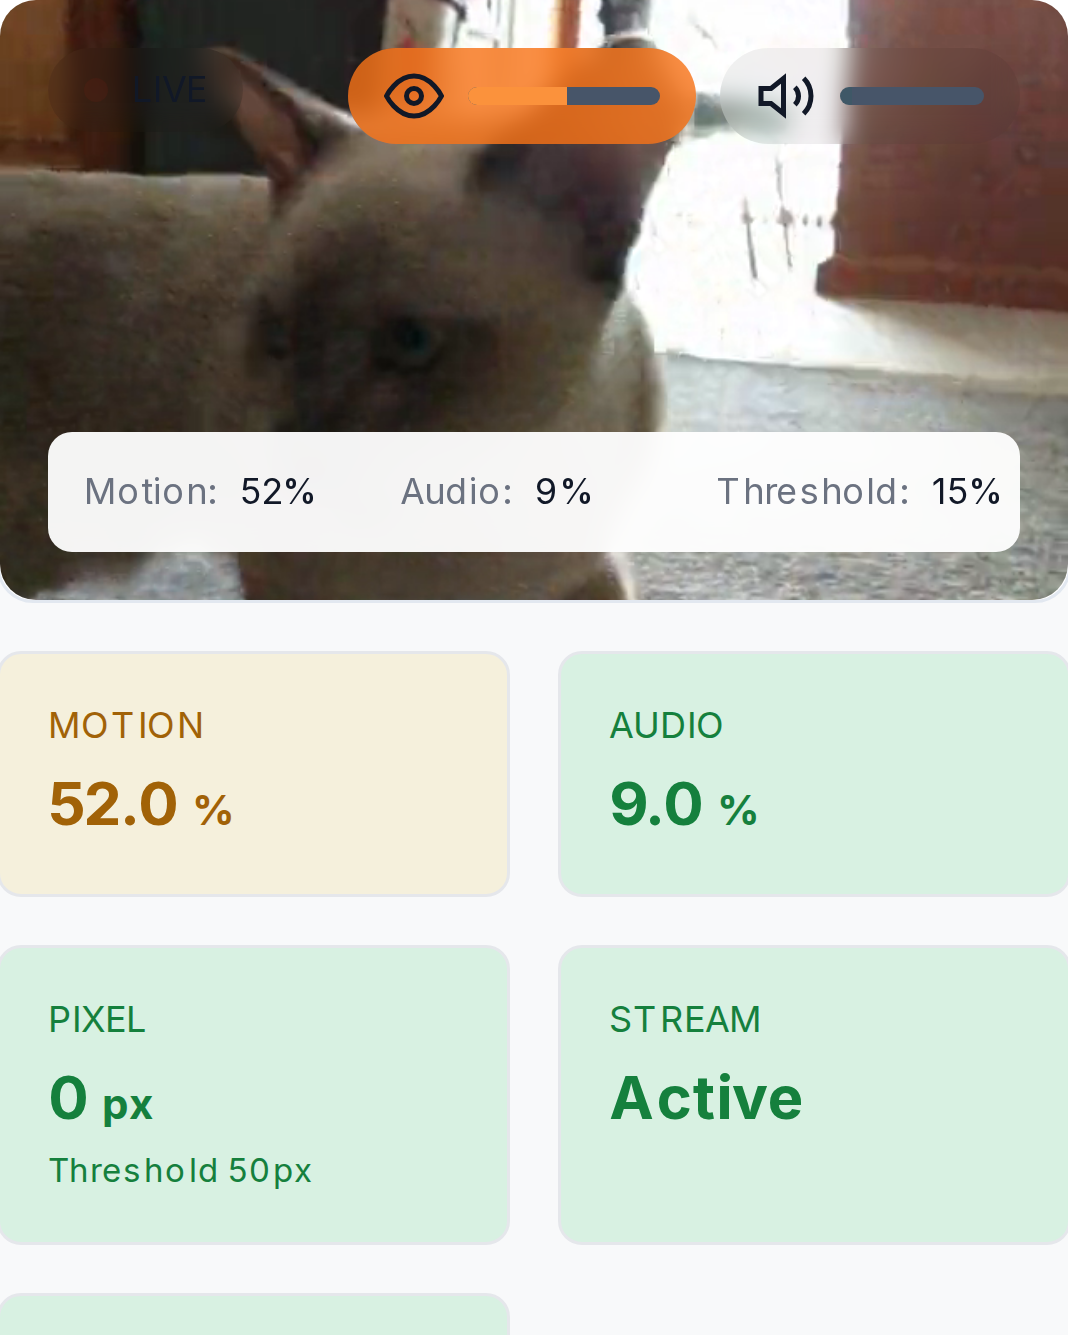 LIVE
Motion: 52% Audio: 9% Threshold: 15%
MOTION
52.0 %
AUDIO
9.0 %
PIXEL
0 px
Threshold 50px
STREAM
Active